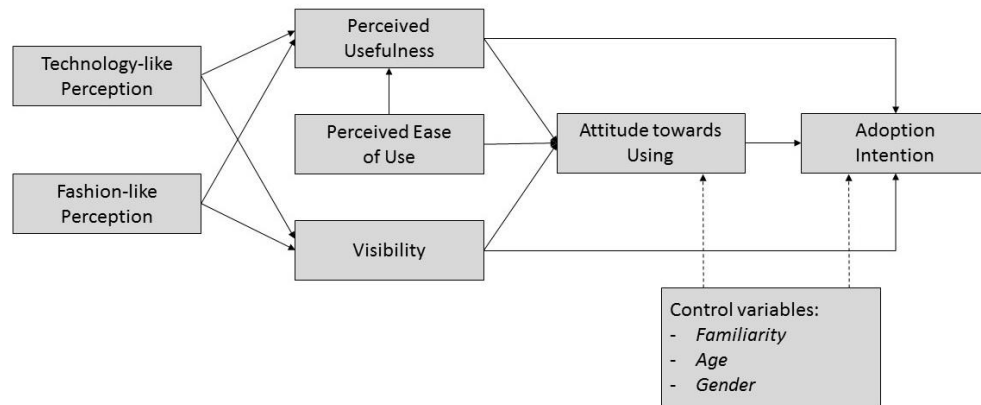 Technology-like
Perception
Fashion-like
Perception
Perceived
Usefulness
Perceived Ease
of Use
Visibility
Attitude towards
Using
Adoption
Intention
Control variables:
- Familiarity
- Age
- Gender